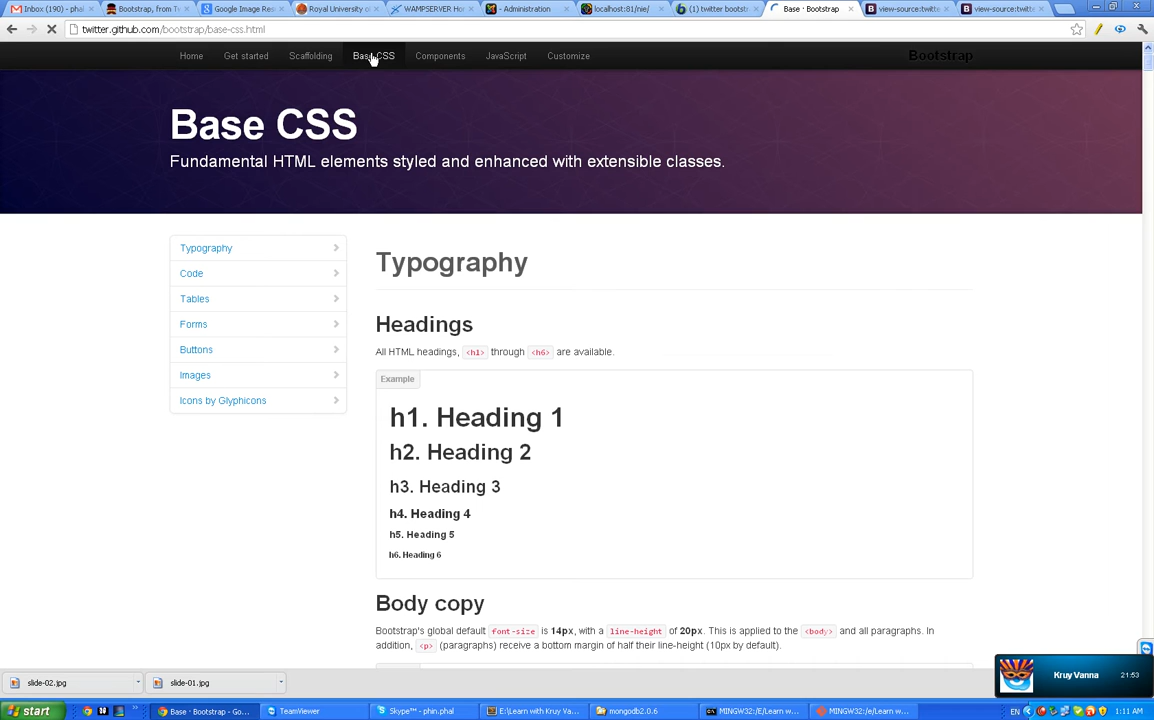 Inbox (190) - phal
Bootstrap, from Tw
Google Image Res
Royal University o
WAMPSERVER Ho
- Administration
localhost:81/nie/
(1) twitter bootstr
Base · Bootstrap
view-source:twitte
view-source:twitte
twitter.github.com/bootstrap/base-css.html
Home Get started Scaffolding Base CSS Components JavaScript Customize Bootstrap
Base CSS
Fundamental HTML elements styled and enhanced with extensible classes.
Typography
Code
Tables
Forms
Buttons
Images
Icons by Glyphicons
Typography
Headings
All HTML headings, <h1> through <h6> are available.
Example
h1. Heading 1
h2. Heading 2
h3. Heading 3
h4. Heading 4
h5. Heading 5
h6. Heading 6
Body copy
Bootstrap's global default font-size is 14px, with a line-height of 20px. This is applied to the <body> and all paragraphs. In
addition, <p> (paragraphs) receive a bottom margin of half their line-height (10px by default).
slide-02.jpg
slide-01.jpg
Kruy Vanna 21:53
start
Base · Bootstrap - Go...
TeamViewer
Skype™ - phin.phal
E:\Learn with Kruy Va...
mongodb2.0.6
MINGW32:/E/Learn w...
MINGW32:/e/Learn w...
EN
1:11 AM